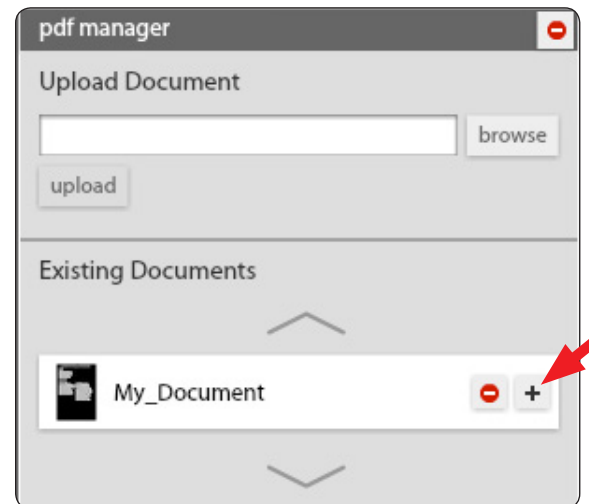 pdf manager
Upload Document
browse
upload
Existing Documents
My_Document